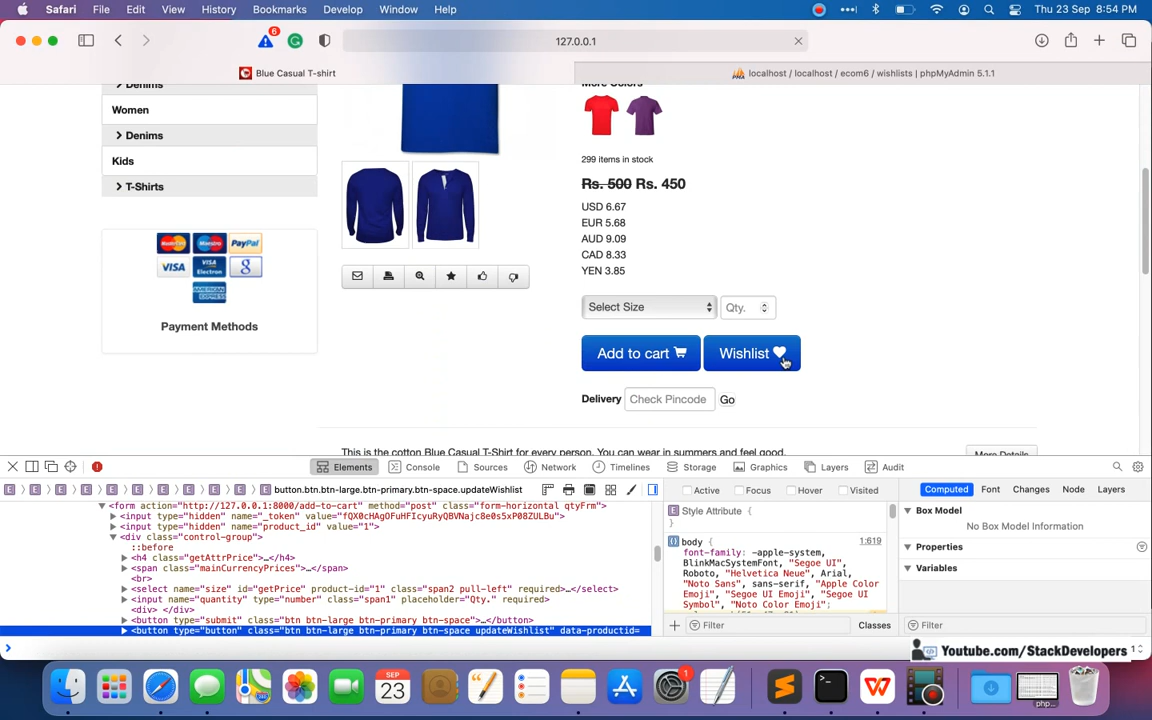 Safari File Edit View History Bookmarks Develop Window Help Thu 23 Sep 8:54 PM
6 127.0.0.1
Blue Casual T-shirt localhost / localhost / ecom6 / wishlists | phpMyAdmin 5.1.1
Denims
Women
Denims
Kids
T-Shirts
MasterCard Maestro PayPal
VISA VISA Electron g
AMERICAN EXPRESS
Payment Methods
More Colors
299 items in stock
Rs. 500 Rs. 450
USD 6.67
EUR 5.68
AUD 9.09
CAD 8.33
YEN 3.85
Select Size Qty.
Add to cart Wishlist
Delivery Check Pincode Go
This is the cotton Blue Casual T-Shirt for every person. You can wear in summers and feel good. More Details
Elements Console Sources Network Timelines Storage Graphics Layers Audit
E E E E E E E E E E button.btn.btn-large.btn-primary.btn-space.updateWishlist
<form action="http://127.0.0.1:8000/add-to-cart" method="post" class="form-horizontal qtyFrm">
<input type="hidden" name="_token" value="fQX0cHAgOFuHFIcyuRyQBVNajc8e0s5xP08ZULBu">
<input type="hidden" name="product_id" value="1">
<div class="control-group">
::before
<h4 class="getAttrPrice">…</h4>
<span class="mainCurrencyPrices">…</span>
<br>
<select name="size" id="getPrice" product-id="1" class="span2 pull-left" required>…</select>
<input name="quantity" type="number" class="span1" placeholder="Qty." required>
<div> </div>
<button type="submit" class="btn btn-large btn-primary btn-space">…</button>
<button type="button" class="btn btn-large btn-primary btn-space updateWishlist" data-productid=
Active Focus Hover Visited
Style Attribute {
}
body { 1:619
font-family: -apple-system,
BlinkMacSystemFont, "Segoe UI",
Roboto, "Helvetica Neue", Arial,
"Noto Sans", sans-serif, "Apple Color
Emoji", "Segoe UI Emoji", "Segoe UI
Symbol", "Noto Color Emoji";
Filter Classes
Computed Font Changes Node Layers
Box Model
No Box Model Information
Properties
Variables
Filter
Youtube.com/StackDevelopers
SEP
23
1
php...